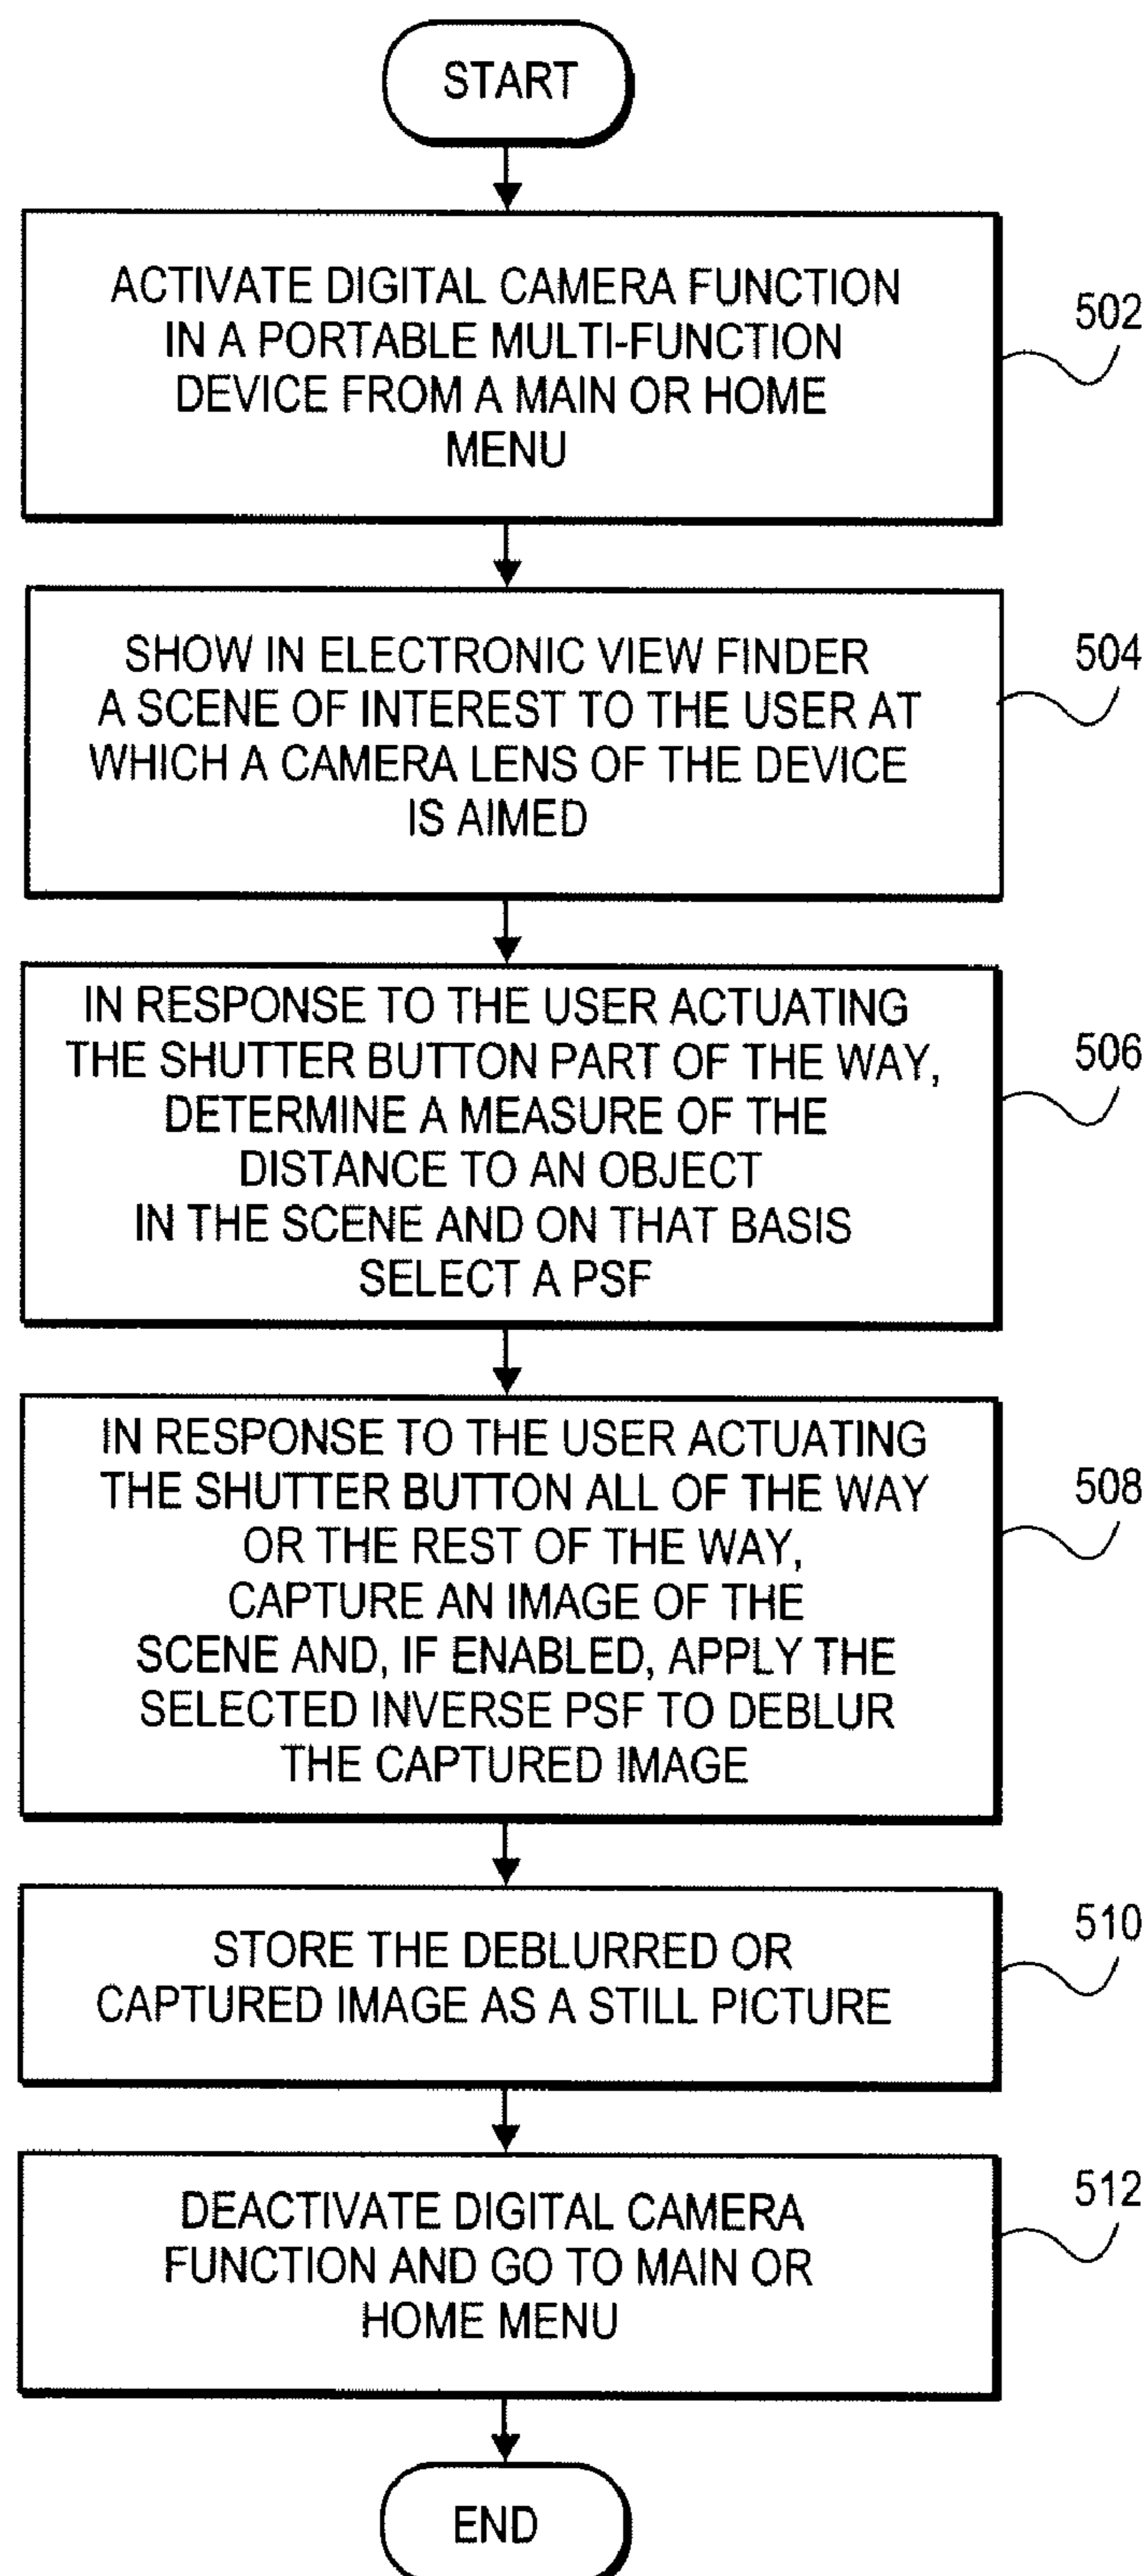 START
ACTIVATE DIGITAL CAMERA FUNCTION
IN A PORTABLE MULTI-FUNCTION
DEVICE FROM A MAIN OR HOME
MENU
502
SHOW IN ELECTRONIC VIEW FINDER
A SCENE OF INTEREST TO THE USER AT
WHICH A CAMERA LENS OF THE DEVICE
IS AIMED
504
IN RESPONSE TO THE USER ACTUATING
THE SHUTTER BUTTON PART OF THE WAY,
DETERMINE A MEASURE OF THE
DISTANCE TO AN OBJECT
IN THE SCENE AND ON THAT BASIS
SELECT A PSF
506
IN RESPONSE TO THE USER ACTUATING
THE SHUTTER BUTTON ALL OF THE WAY
OR THE REST OF THE WAY,
CAPTURE AN IMAGE OF THE
SCENE AND, IF ENABLED, APPLY THE
SELECTED INVERSE PSF TO DEBLUR
THE CAPTURED IMAGE
508
STORE THE DEBLURRED OR
CAPTURED IMAGE AS A STILL PICTURE
510
DEACTIVATE DIGITAL CAMERA
FUNCTION AND GO TO MAIN OR
HOME MENU
512
END